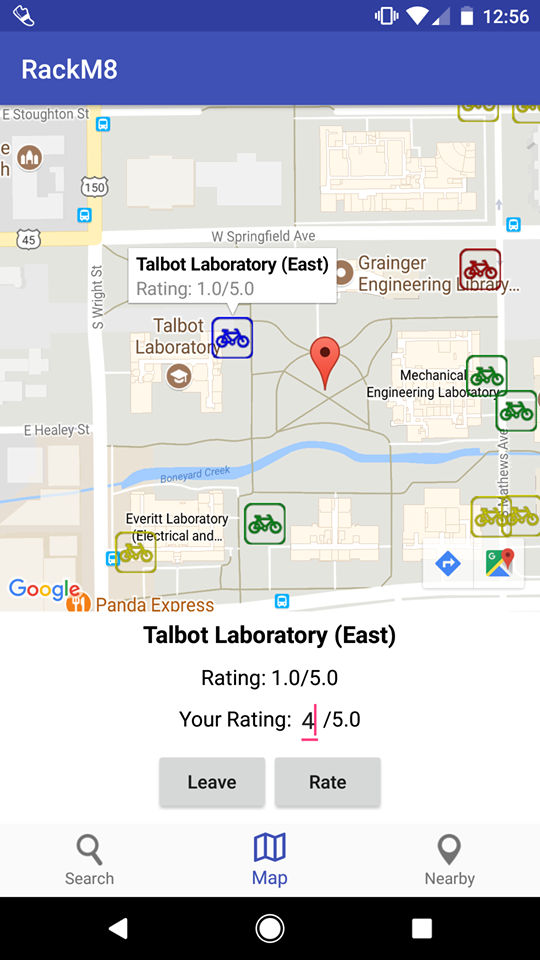 12:56
RackM8
E Stoughton St
e
h
150
45
W Springfield Ave
S Wright St
Talbot Laboratory (East)
Rating: 1.0/5.0
Grainger
Engineering Library...
Talbot
Laboratory
Mechanical
Engineering Laboratory
E Healey St
Boneyard Creek
N Mathews Ave
Everitt Laboratory
(Electrical and...
G
Google
Panda Express
Talbot Laboratory (East)
Rating: 1.0/5.0
Your Rating: 4 /5.0
Leave
Rate
Search
Map
Nearby